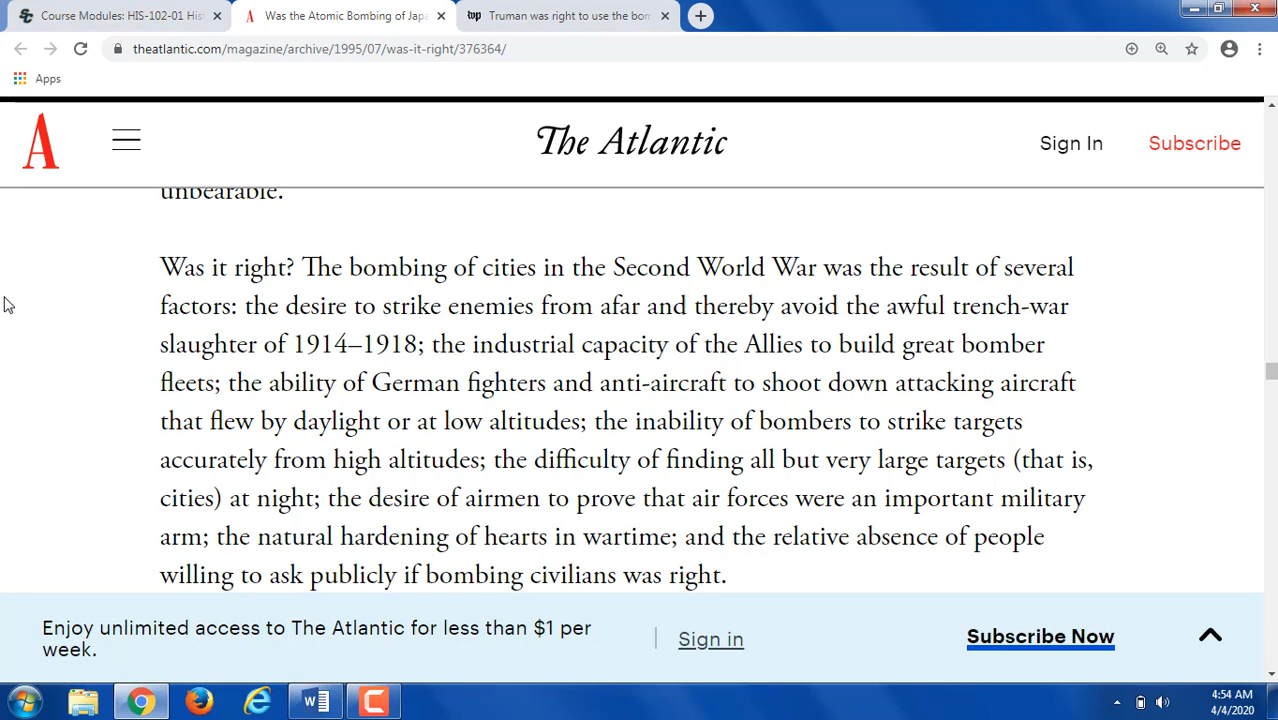 Course Modules: HIS-102-01 His
Was the Atomic Bombing of Japa
Truman was right to use the bom
theatlantic.com/magazine/archive/1995/07/was-it-right/376364/
Apps
A
The Atlantic
Sign In
Subscribe
unbearable.
Was it right? The bombing of cities in the Second World War was the result of several
factors: the desire to strike enemies from afar and thereby avoid the awful trench-war
slaughter of 1914–1918; the industrial capacity of the Allies to build great bomber
fleets; the ability of German fighters and anti-aircraft to shoot down attacking aircraft
that flew by daylight or at low altitudes; the inability of bombers to strike targets
accurately from high altitudes; the difficulty of finding all but very large targets (that is,
cities) at night; the desire of airmen to prove that air forces were an important military
arm; the natural hardening of hearts in wartime; and the relative absence of people
willing to ask publicly if bombing civilians was right.
Enjoy unlimited access to The Atlantic for less than $1 per
week.
Sign in
Subscribe Now
4:54 AM
4/4/2020